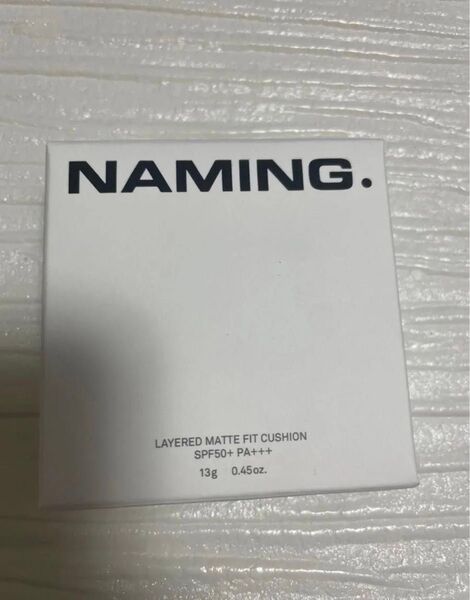 NAMING.
LAYERED MATTE FIT CUSHION
SPF50+ PA+++
13g 0.45oz.